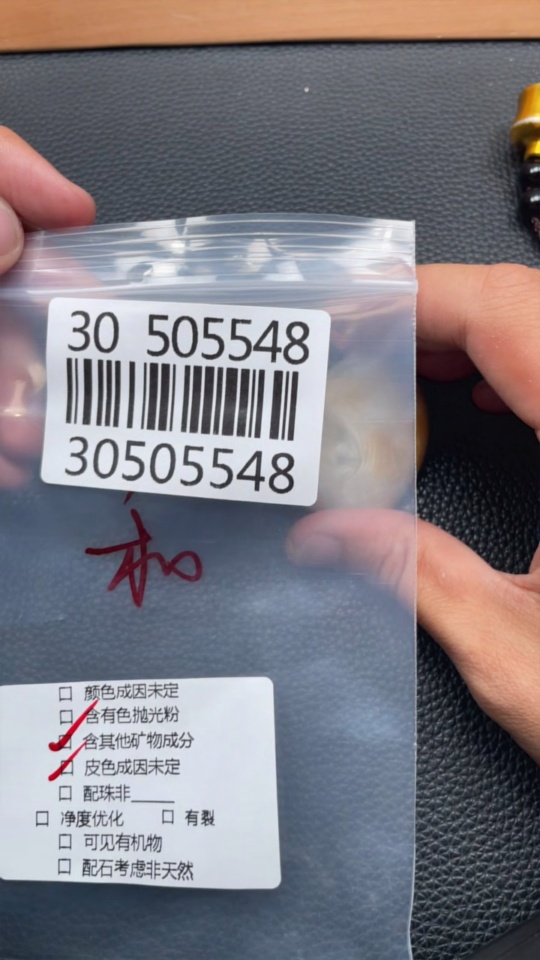 30 505548
30505548
和
□ 颜色成因未定
□ 含有色抛光粉
□ 含其他矿物成分
□ 皮色成因未定
□ 配珠非____
□ 净度优化 □ 有裂
□ 可见有机物
□ 配石考虑非天然